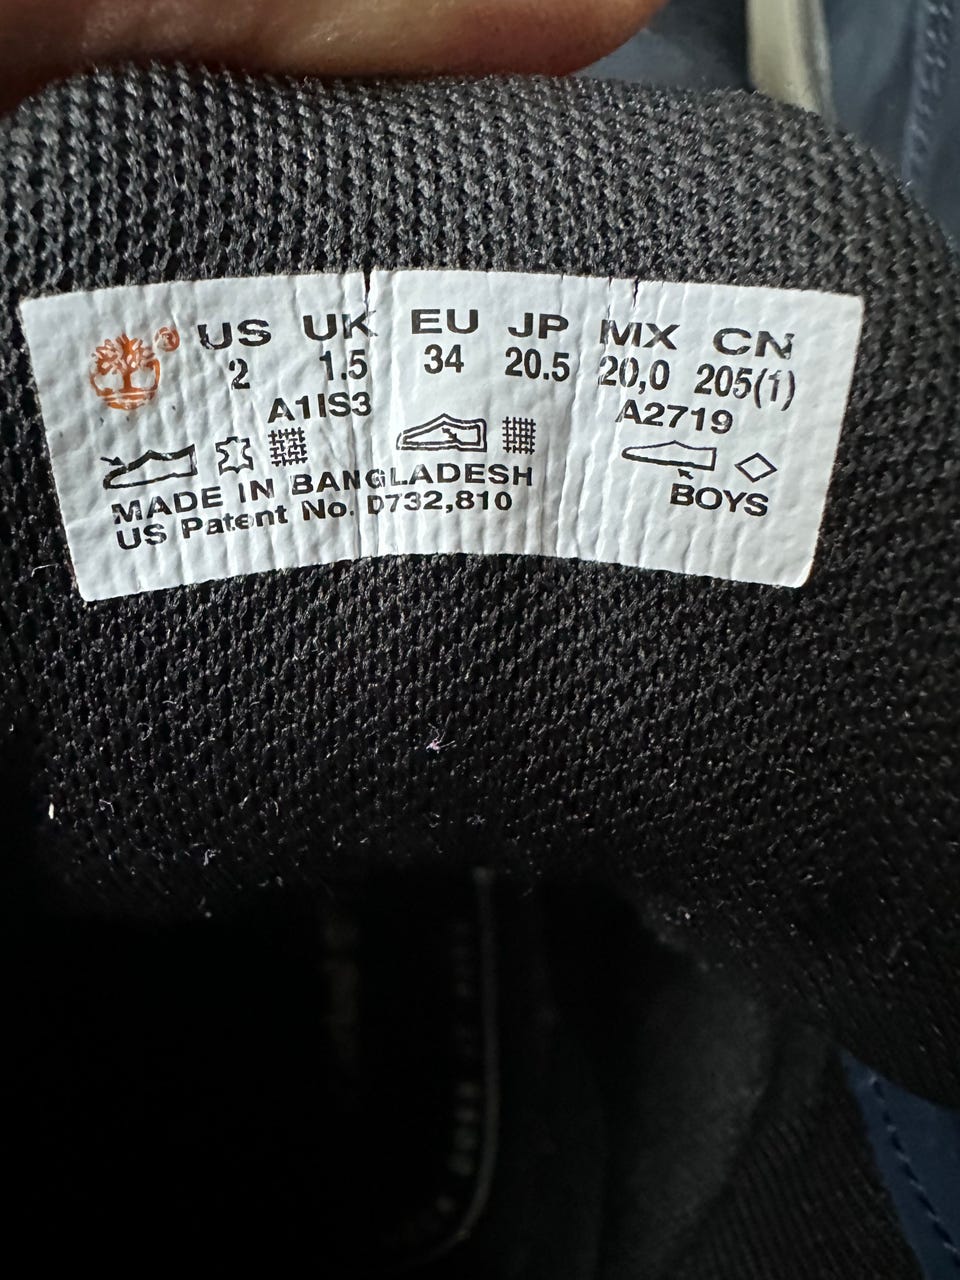 ® US UK EU JP MX CN
2 1.5 34 20.5 20,0 205(1)
A1IS3 A2719
MADE IN BANGLADESH
BOYS
US Patent No. D732,810